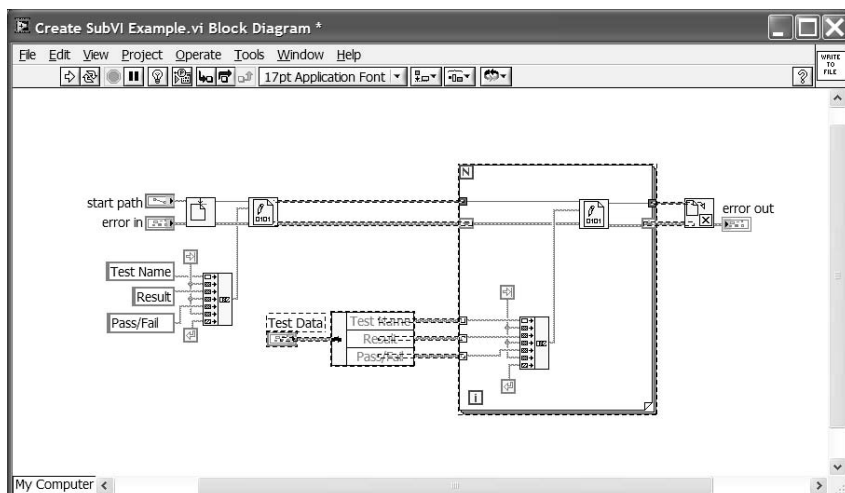 Create SubVI Example.vi Block Diagram *
File Edit View Project Operate Tools Window Help
WRITE TO FILE
17pt Application Font
?
N
start path
error in
0101
0101
error out
Test Name
Result
Pass/Fail
Test Data
Test Name
Result
Pass/Fail
i
My Computer